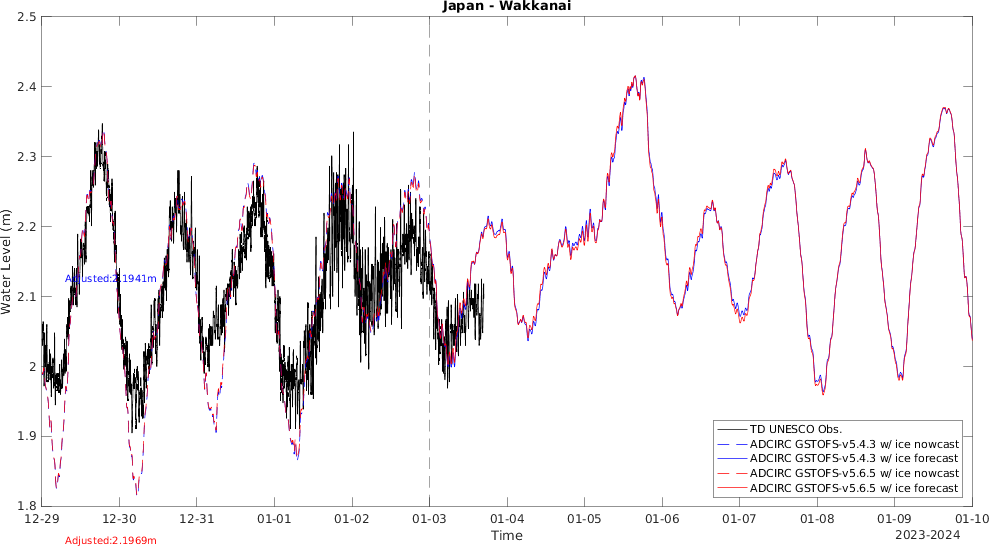 Japan - Wakkanai
2.5
2.4
2.3
2.2
2.1
2
1.9
1.8
Water Level (m)
Adjusted:2.1941m
TD UNESCO Obs.
ADCIRC GSTOFS-v5.4.3 w/ ice nowcast
ADCIRC GSTOFS-v5.4.3 w/ ice forecast
ADCIRC GSTOFS-v5.6.5 w/ ice nowcast
ADCIRC GSTOFS-v5.6.5 w/ ice forecast
12-29 12-30 12-31 01-01 01-02 01-03 01-04 01-05 01-06 01-07 01-08 01-09 01-10
Time
2023-2024
Adjusted:2.1969m